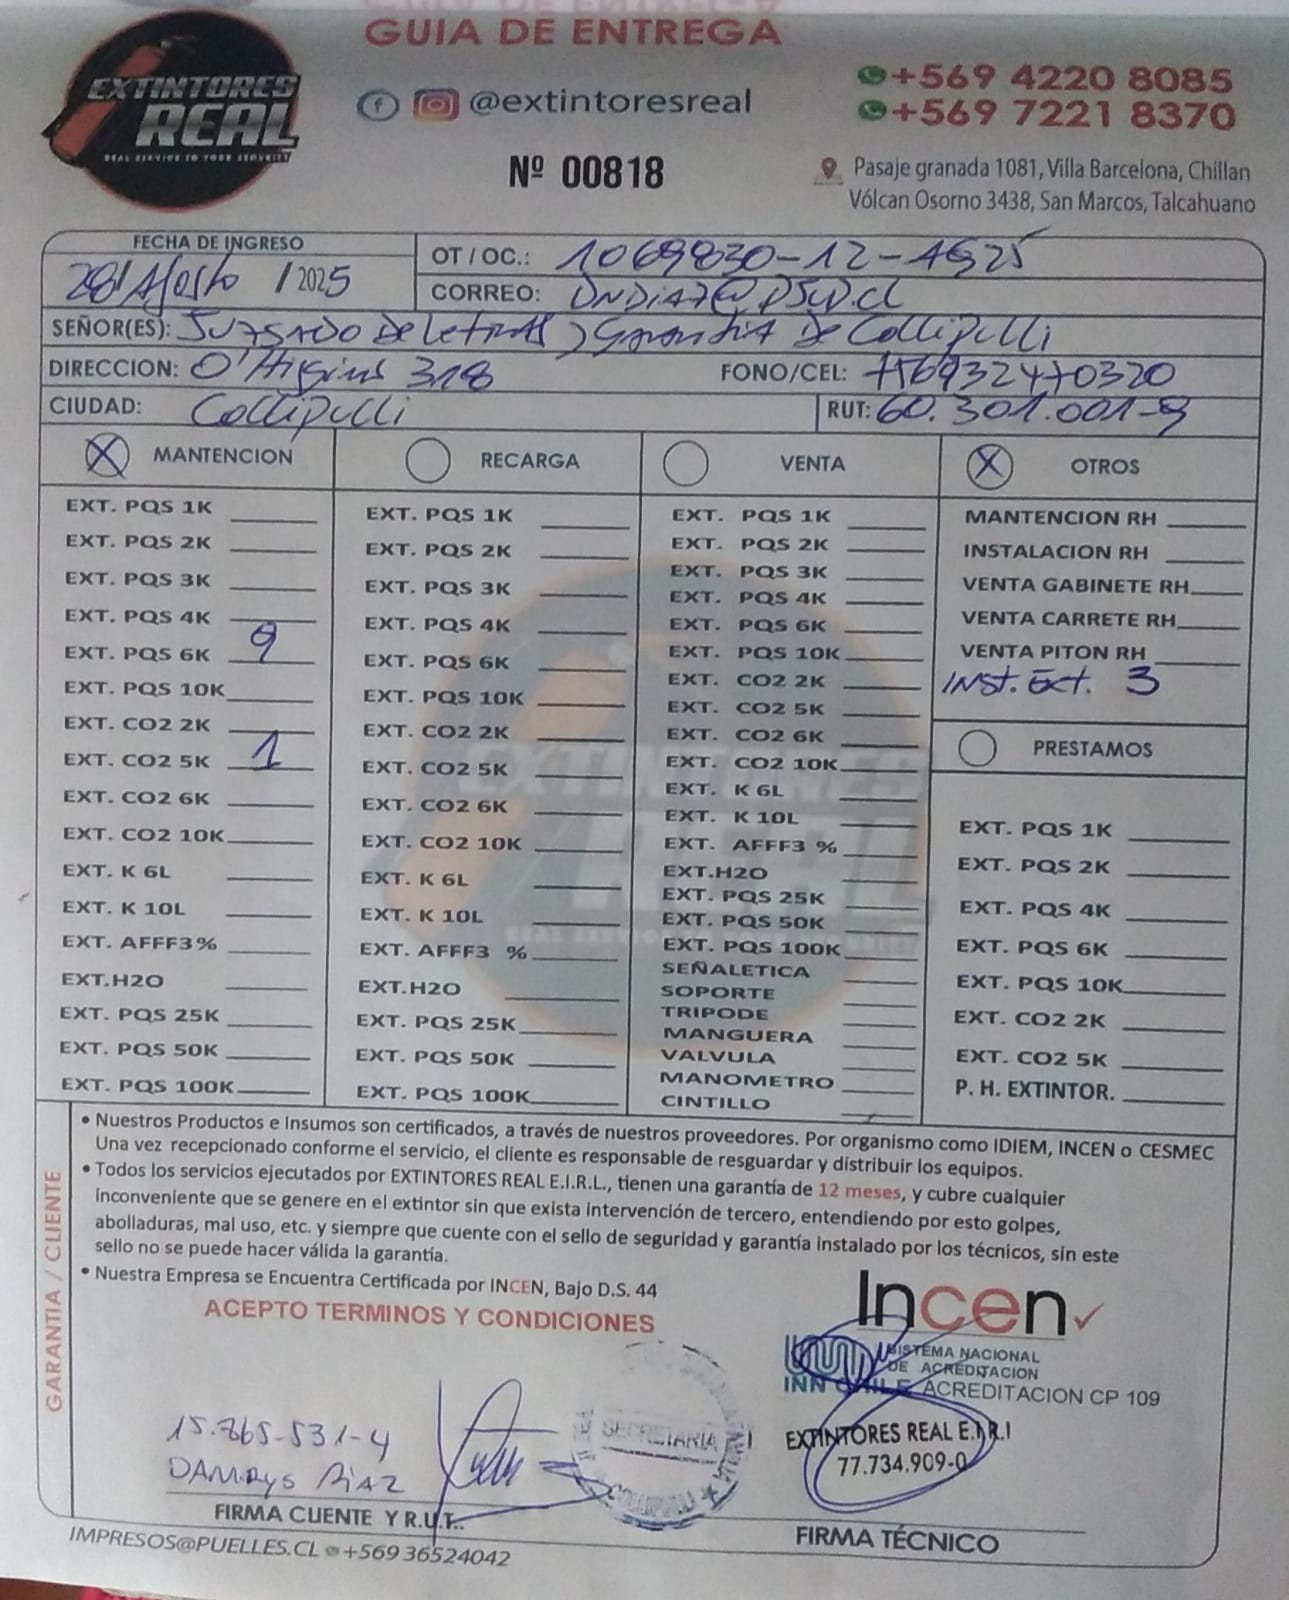 GUIA DE ENTREGA
EXTINTORES
REAL
REAL SERVICE TO YOUR SECURITY
@extintoresreal
+569 4220 8085
+569 7221 8370
Nº 00818
Pasaje granada 1081, Villa Barcelona, Chillan
Vólcan Osorno 3438, San Marcos, Talcahuano
FECHA DE INGRESO
28/Agosto /2025
OT / OC.: 1069830-12-AG25
CORREO: DNDiaz@PJUD.CL
SEÑOR(ES): Juzgado De Letras y Garantia De Collipulli
DIRECCION: O'Higgins 318
FONO/CEL: +56932470320
CIUDAD: Collipulli
RUT: 60.301.001-9
X MANTENCION
EXT. PQS 1K
EXT. PQS 2K
EXT. PQS 3K
EXT. PQS 4K
EXT. PQS 6K 9
EXT. PQS 10K
EXT. CO2 2K
EXT. CO2 5K 1
EXT. CO2 6K
EXT. CO2 10K
EXT. K 6L
EXT. K 10L
EXT. AFFF3%
EXT.H2O
EXT. PQS 25K
EXT. PQS 50K
EXT. PQS 100K
RECARGA
EXT. PQS 1K
EXT. PQS 2K
EXT. PQS 3K
EXT. PQS 4K
EXT. PQS 6K
EXT. PQS 10K
EXT. CO2 2K
EXT. CO2 5K
EXT. CO2 6K
EXT. CO2 10K
EXT. K 6L
EXT. K 10L
EXT. AFFF3 %
EXT.H2O
EXT. PQS 25K
EXT. PQS 50K
EXT. PQS 100K
VENTA
EXT. PQS 1K
EXT. PQS 2K
EXT. PQS 3K
EXT. PQS 4K
EXT. PQS 6K
EXT. PQS 10K
EXT. CO2 2K
EXT. CO2 5K
EXT. CO2 6K
EXT. CO2 10K
EXT. K 6L
EXT. K 10L
EXT. AFFF3 %
EXT.H2O
EXT. PQS 25K
EXT. PQS 50K
EXT. PQS 100K
SEÑALETICA
SOPORTE
TRIPODE
MANGUERA
VALVULA
MANOMETRO
CINTILLO
X OTROS
MANTENCION RH
INSTALACION RH
VENTA GABINETE RH
VENTA CARRETE RH
VENTA PITON RH
INST. Ext. 3
PRESTAMOS
EXT. PQS 1K
EXT. PQS 2K
EXT. PQS 4K
EXT. PQS 6K
EXT. PQS 10K
EXT. CO2 2K
EXT. CO2 5K
P. H. EXTINTOR.
GARANTIA / CLIENTE
• Nuestros Productos e Insumos son certificados, a través de nuestros proveedores. Por organismo como IDIEM, INCEN o CESMEC
Una vez recepcionado conforme el servicio, el cliente es responsable de resguardar y distribuir los equipos.
• Todos los servicios ejecutados por EXTINTORES REAL E.I.R.L., tienen una garantía de 12 meses, y cubre cualquier
inconveniente que se genere en el extintor sin que exista intervención de tercero, entendiendo por esto golpes,
abolladuras, mal uso, etc. y siempre que cuente con el sello de seguridad y garantía instalado por los técnicos, sin este
sello no se puede hacer válida la garantía.
• Nuestra Empresa se Encuentra Certificada por INCEN, Bajo D.S. 44
ACEPTO TERMINOS Y CONDICIONES
Incen
SISTEMA NACIONAL
DE ACREDITACION
INN CHILE ACREDITACION CP 109
15.865-531-4
DAMARYS DIAZ
SECRETARIA
COLLIPULLI
EXTINTORES REAL E.I.R.I
77.734.909-0
FIRMA CLIENTE Y R.U.T..
FIRMA TÉCNICO
IMPRESOS@PUELLES.CL +569 36524042